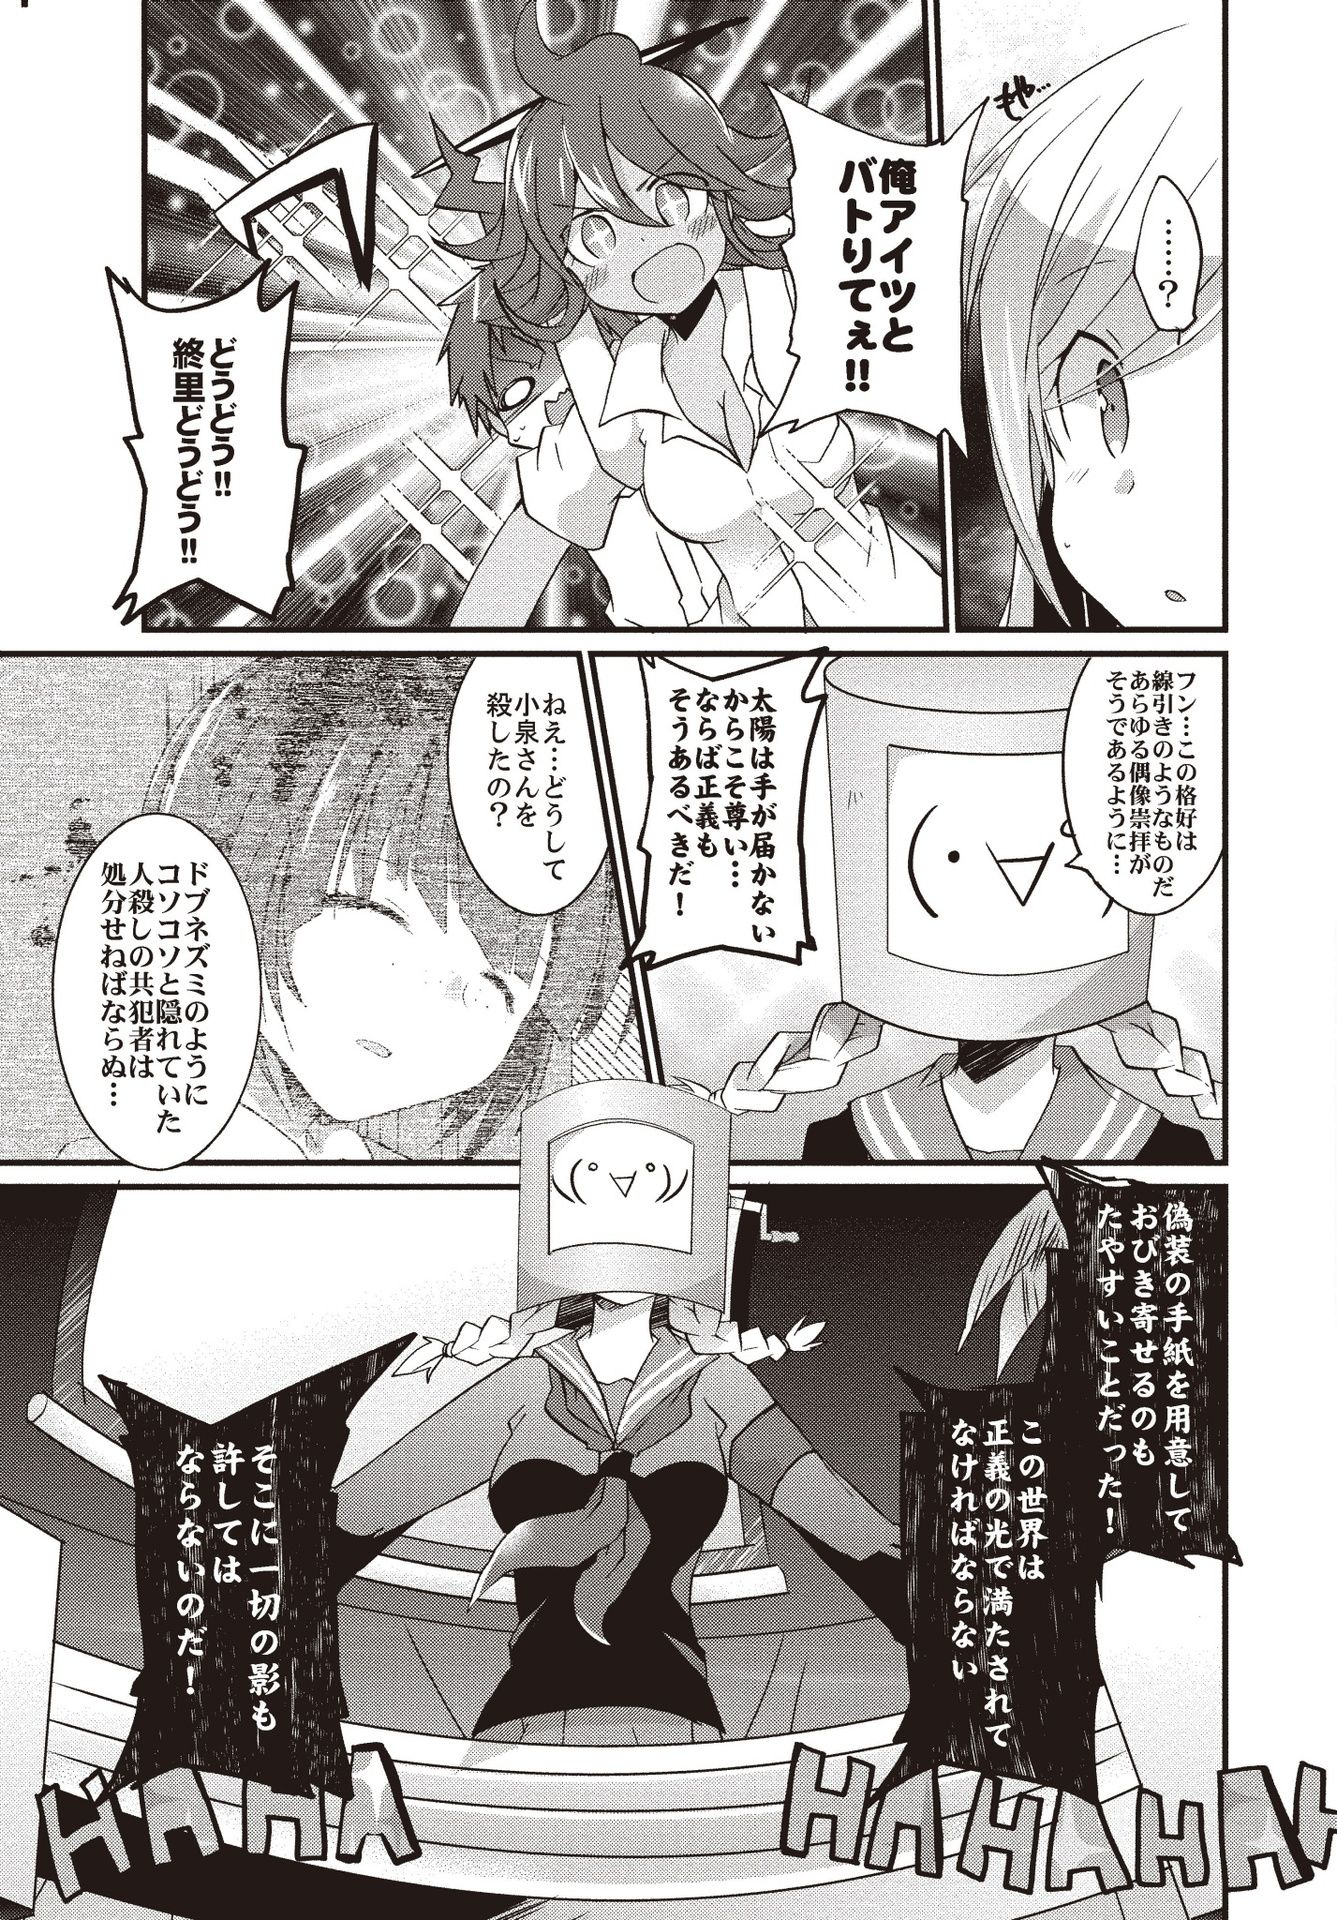 もや…
……?
俺アイツと
バトりてぇ!!
どうどう!!
終里どうどう!!
フン…この格好は
線引きのようなものだ
あらゆる偶像崇拝が
そうであるように…
太陽は手が届かない
からこそ尊い…
ならば正義も
そうあるべきだ!
ねえ…どうして
小泉さんを
殺したの?
ドブネズミのように
コソコソと隠れていた
人殺しの共犯者は
処分せねばならぬ…
偽装の手紙を用意して
おびき寄せるのも
たやすいことだった!
この世界は
正義の光で満たされて
なければならない
そこに一切の影も
許しては
ならないのだ!
HAHAHAHA
HAHA